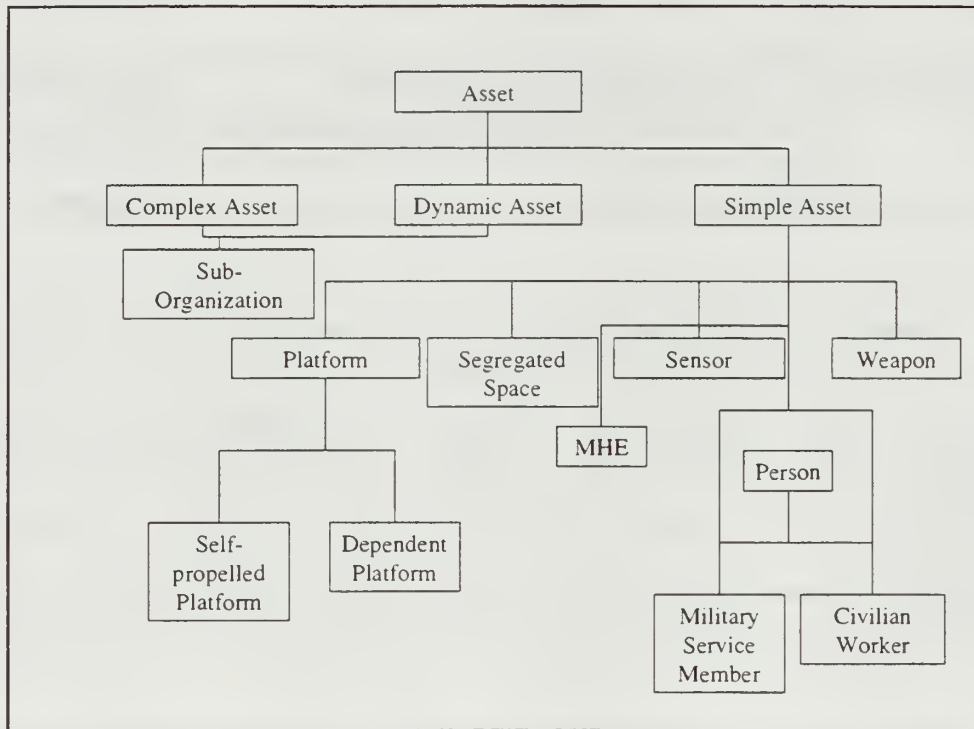 Asset
Complex Asset
Dynamic Asset
Simple Asset
Sub-
Organization
Platform
Segregated
Space
Sensor
Weapon
MHE
Person
Self-
propelled
Platform
Dependent
Platform
Military
Service
Member
Civilian
Worker